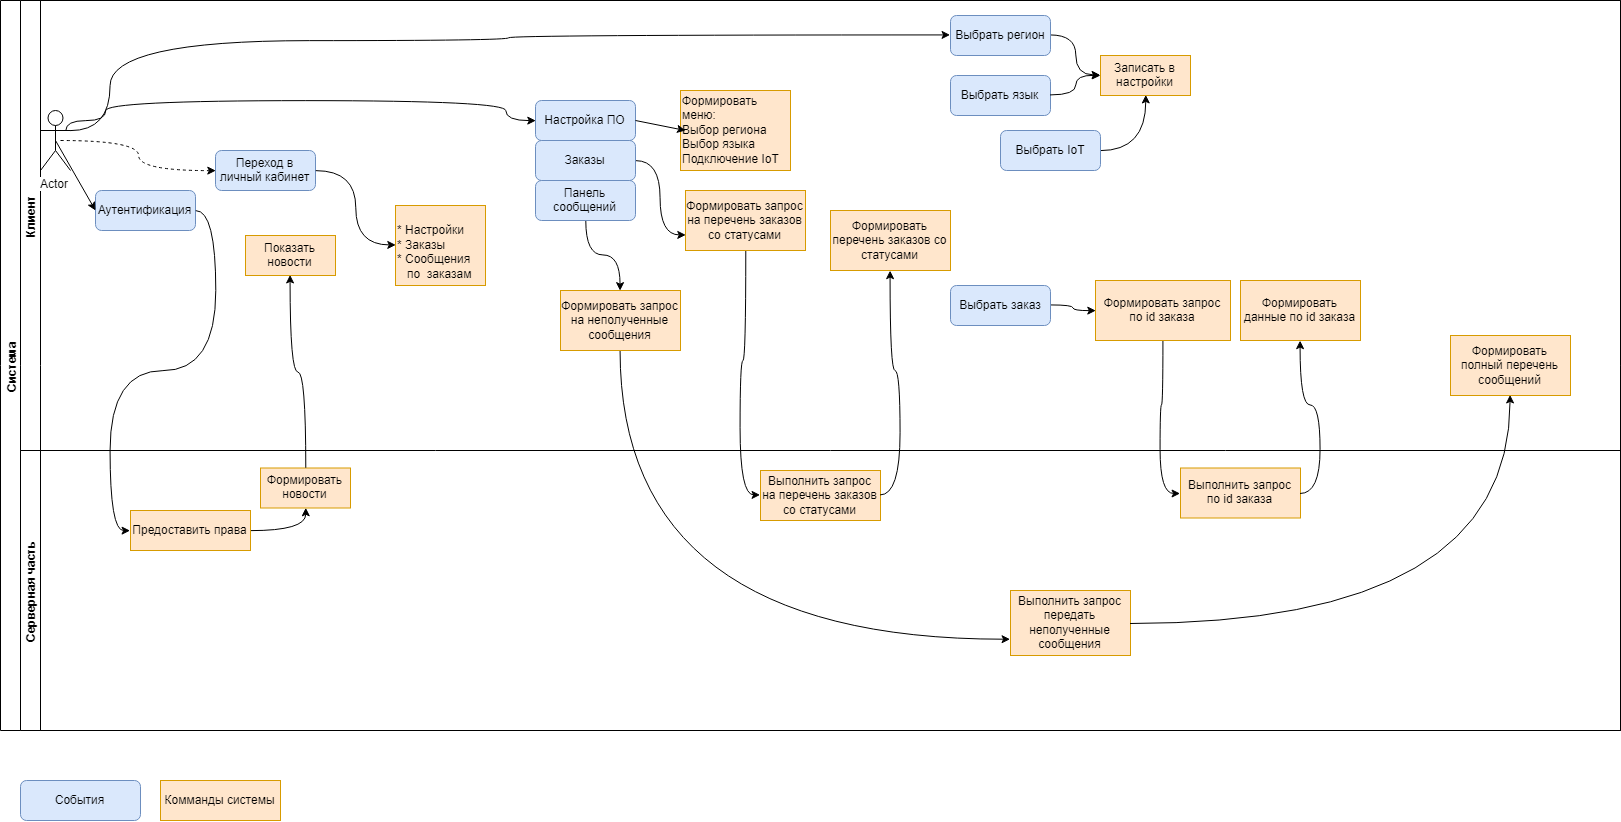 Система
Клиент
Серверная часть
Actor
Аутентификация
Переход в
личный кабинет
Показать
новости
* Настройки
* Заказы
* Сообщения
по заказам
Формировать
новости
Предоставить права
Настройка ПО
Заказы
Панель
сообщений
Формировать
меню:
Выбор региона
Выбор языка
Подключение IoT
Формировать запрос
на перечень заказов
со статусами
Формировать запрос
на неполученные
сообщения
Формировать
перечень заказов со
статусами
Выполнить запрос
на перечень заказов
со статусами
Выбрать регион
Выбрать язык
Выбрать IoT
Записать в
настройки
Выбрать заказ
Формировать запрос
по id заказа
Формировать
данные по id заказа
Выполнить запрос
по id заказа
Формировать
полный перечень
сообщений
Выполнить запрос
передать
неполученные
сообщения
События
Комманды системы